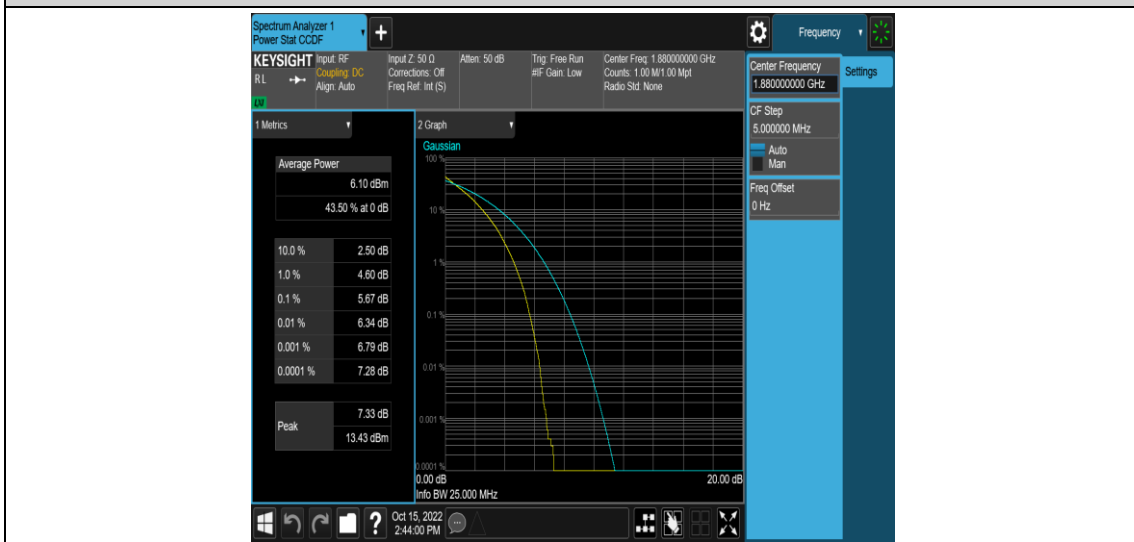 Spectrum Analyzer 1
Power Stat CCDF
+
Frequency
KEYSIGHT
RL
Input: RF
Coupling: DC
Align: Auto
Input Z: 50 Ω
Corrections: Off
Freq Ref: Int (S)
Atten: 50 dB
Trig: Free Run
#IF Gain: Low
Center Freq: 1.880000000 GHz
Counts: 1.00 M/1.00 Mpt
Radio Std: None
Center Frequency
1.880000000 GHz
Settings
CF Step
5.000000 MHz
Auto
Man
Freq Offset
0 Hz
1 Metrics
Average Power
6.10 dBm
43.50 % at 0 dB
10.0 % 2.50 dB
1.0 % 4.60 dB
0.1 % 5.67 dB
0.01 % 6.34 dB
0.001 % 6.79 dB
0.0001 % 7.28 dB
Peak
7.33 dB
13.43 dBm
2 Graph
Gaussian
100 %
10 %
1 %
0.1 %
0.01 %
0.001 %
0.0001 %
0.00 dB
20.00 dB
Info BW 25.000 MHz
?
Oct 15, 2022
2:44:00 PM